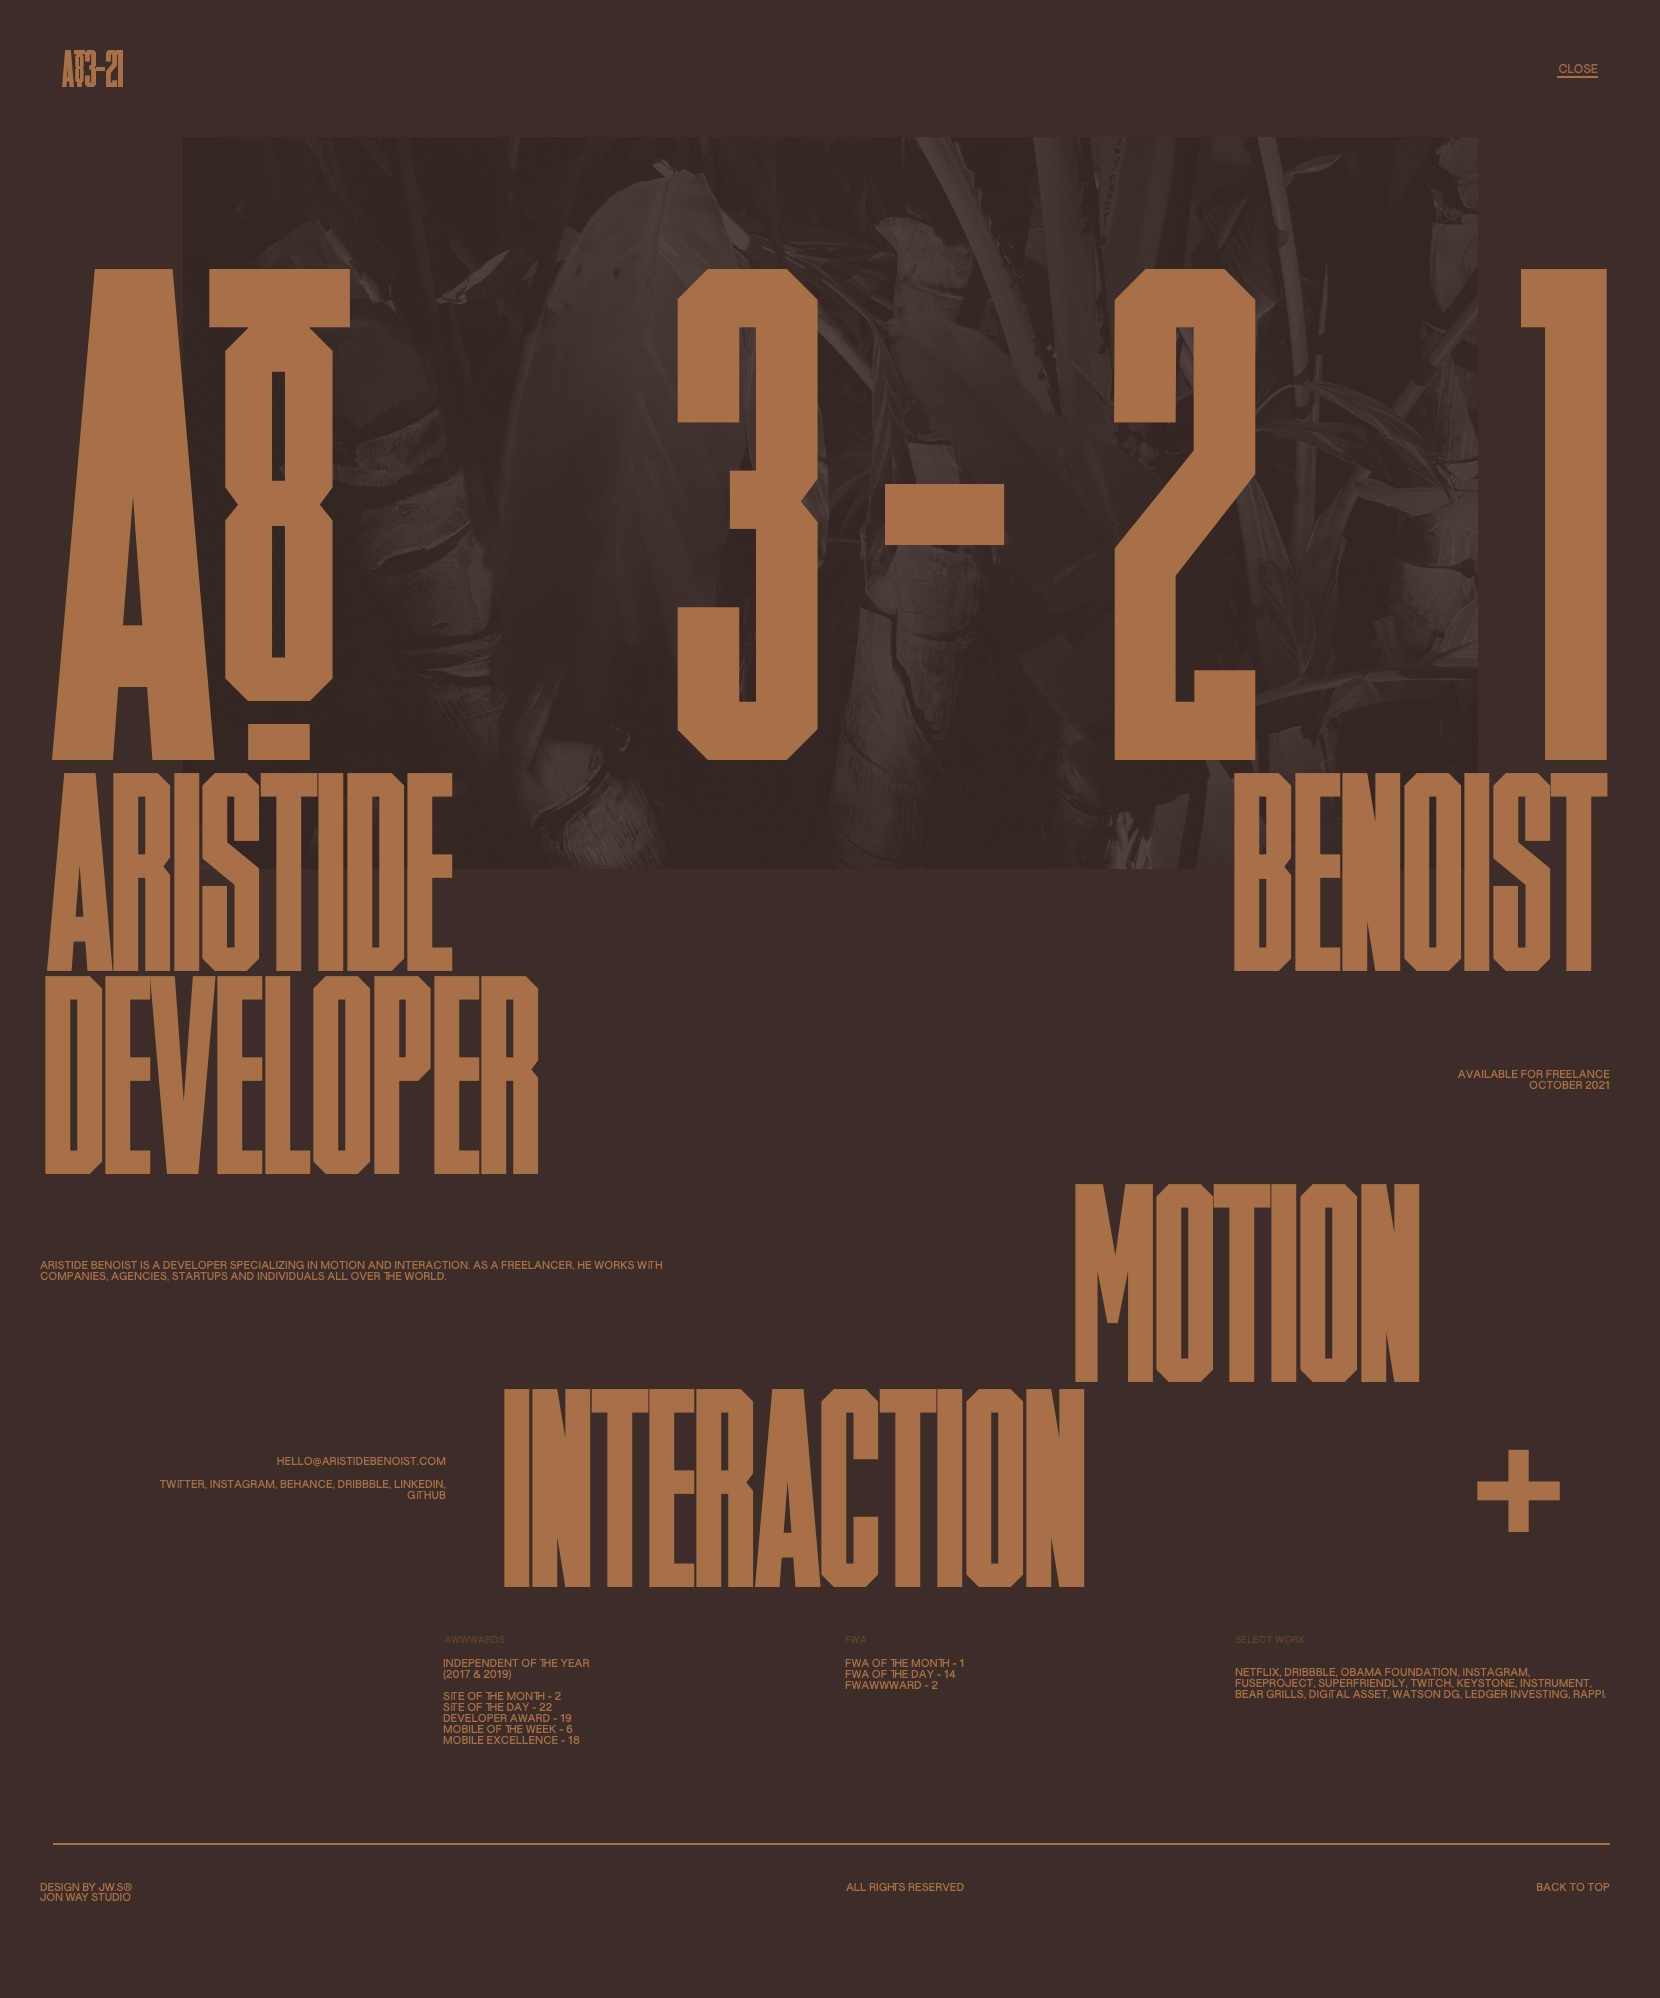 A83-21
CLOSE
A8 3-21
ARISTIDE BENOIST
DEVELOPER
AVAILABLE FOR FREELANCE
OCTOBER 2021
MOTION
ARISTIDE BENOIST IS A DEVELOPER SPECIALIZING IN MOTION AND INTERACTION. AS A FREELANCER, HE WORKS WITH
COMPANIES, AGENCIES, STARTUPS AND INDIVIDUALS ALL OVER THE WORLD.
INTERACTION +
HELLO@ARISTIDEBENOIST.COM
TWITTER, INSTAGRAM, BEHANCE, DRIBBBLE, LINKEDIN,
GITHUB
AWWWARDS
INDEPENDENT OF THE YEAR
(2017 & 2019)
SITE OF THE MONTH - 2
SITE OF THE DAY - 22
DEVELOPER AWARD - 19
MOBILE OF THE WEEK - 6
MOBILE EXCELLENCE - 18
FWA
FWA OF THE MONTH - 1
FWA OF THE DAY - 14
FWAWWWARD - 2
SELECT WORK
NETFLIX, DRIBBBLE, OBAMA FOUNDATION, INSTAGRAM,
FUSEPROJECT, SUPERFRIENDLY, TWITCH, KEYSTONE, INSTRUMENT,
BEAR GRILLS, DIGITAL ASSET, WATSON DG, LEDGER INVESTING, RAPPI.
DESIGN BY JW.S®
JON WAY STUDIO
ALL RIGHTS RESERVED
BACK TO TOP